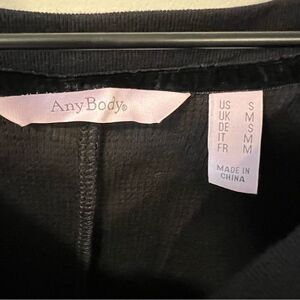 AnyBody®
US S
UK M
DE S
IT M
FR M
MADE IN
CHINA